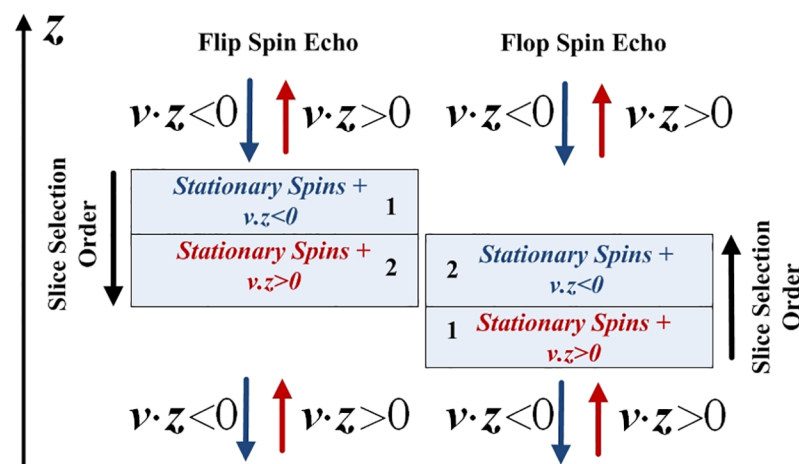 z
Flip Spin Echo
Flop Spin Echo
v·z<0
v·z>0
v·z<0
v·z>0
Slice Selection
Order
Stationary Spins +
v.z<0
1
Stationary Spins +
v.z>0
2
2
Stationary Spins +
v.z<0
1
Stationary Spins +
v.z>0
Slice Selection
Order
v·z<0
v·z>0
v·z<0
v·z>0